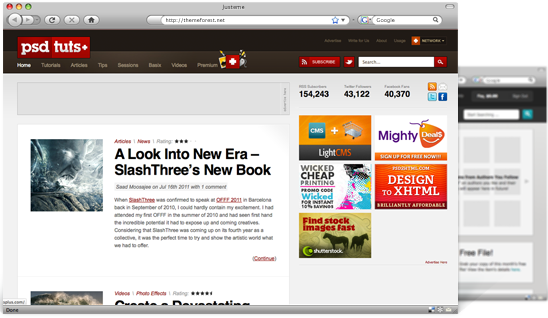 Justeme
http://themeforest.net
Google
psd tuts+
Advertise Write for Us About Usage NETWORK
Home Tutorials Articles Tips Sessions Basix Videos Premium
SUBSCRIBE
Search...
RSS Subscribers
154,243
Twitter Followers
43,122
Facebook Fans
40,370
Articles | News | Rating:
A Look Into New Era –
SlashThree's New Book
Saad Moosajee on Jul 15th 2011 with 1 comment
When SlashThree was confirmed to speak at OFFF 2011 in Barcelona
back in September of 2010, I could hardly contain my excitement. I had
attended my first OFFF in the summer of 2010 and had seen first hand
the incredible potential it had to expose up and coming creatives.
Considering that SlashThree was coming up on its fourth year as a
collective, it was the perfect time to try and show the artistic world what
we had to offer.
(Continue)
Videos | Photo Effects | Rating:
Create a Devastating
CMS
LightCMS
Mighty Deals
SIGN UP FOR FREE NOW!!!
WICKED
CHEAP
PRINTING
PROMO CODE
WICKED
FOR INSTANT
10% SAVINGS
PSD2HTML.COM
DESIGN
TO
XHTML
BRILLIANTLY AFFORDABLE
Find stock
images fast
shutterstock
Advertise Here
Done
Google
Free File!